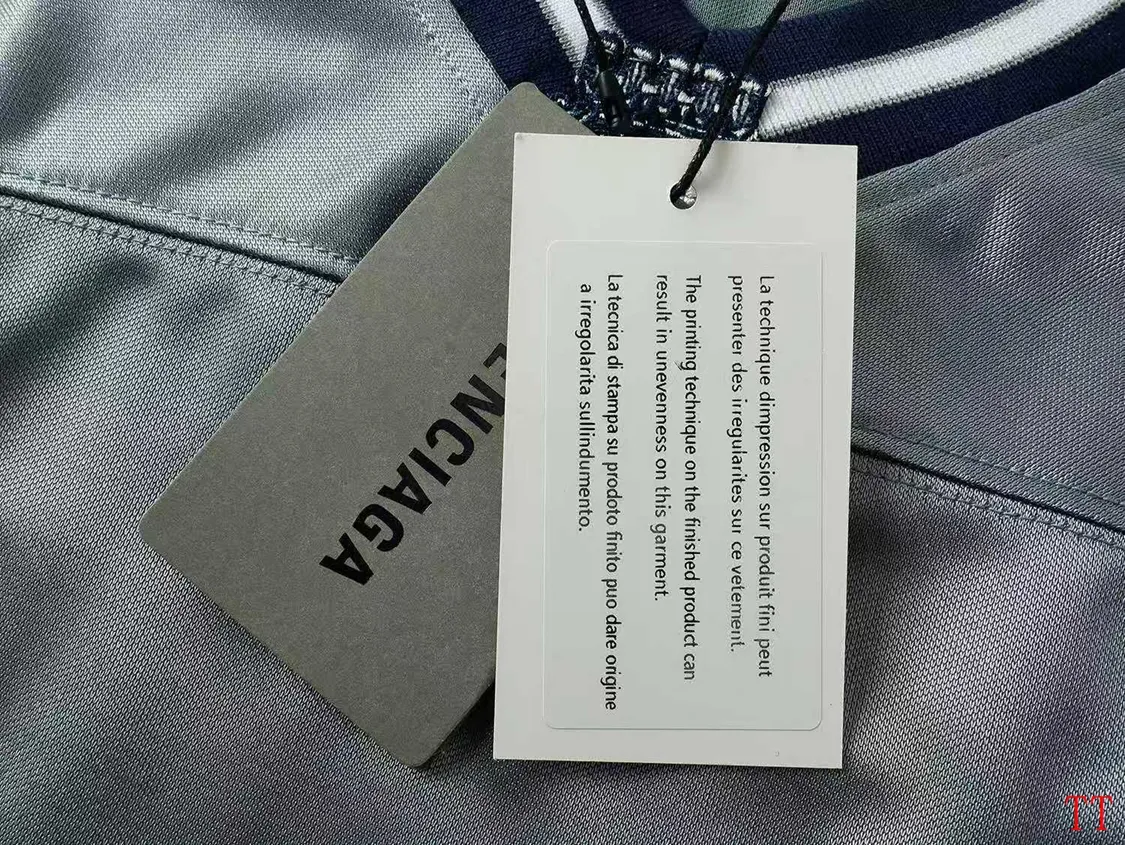 ENCIAGA
La technique dimpression sur produit fini peut
presenter des irregularites sur ce vetement.
The printing technique on the finished product can
result in unevenness on this garment.
La tecnica di stampa su prodoto finito puo dare origine
a irregolarita sullindumento.
TT